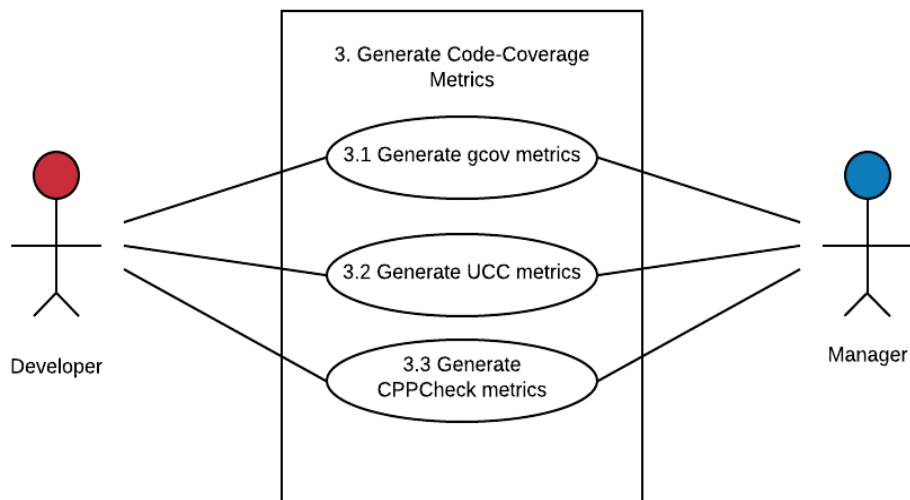 3. Generate Code-Coverage
Metrics
3.1 Generate gcov metrics
3.2 Generate UCC metrics
3.3 Generate
CPPCheck metrics
Developer
Manager